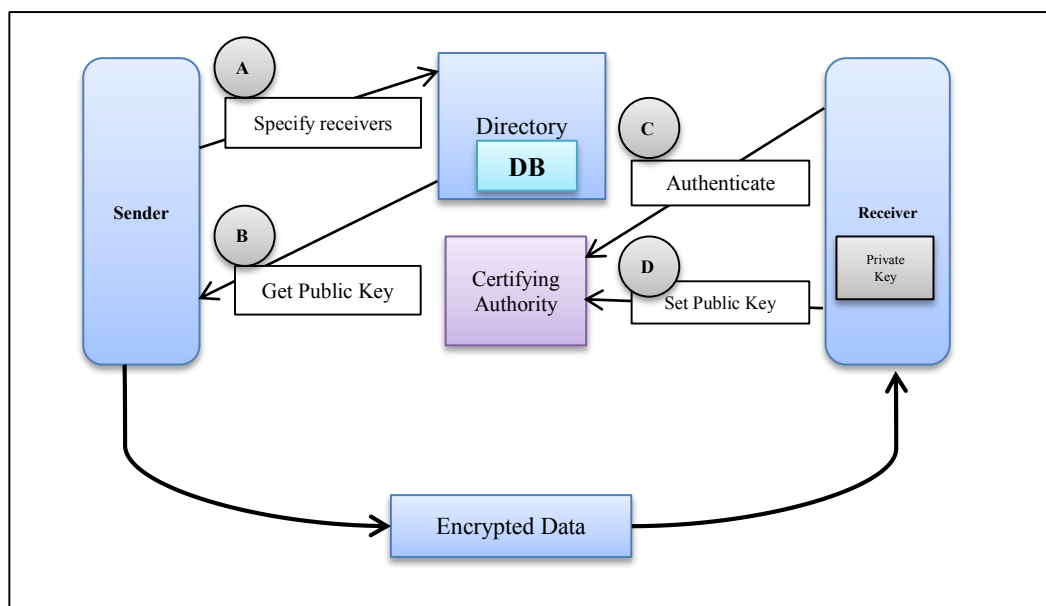 A
Specify receivers
Directory
DB
C
Authenticate
Sender
Receiver
B
Get Public Key
Certifying
Authority
D
Set Public Key
Private
Key
Encrypted Data